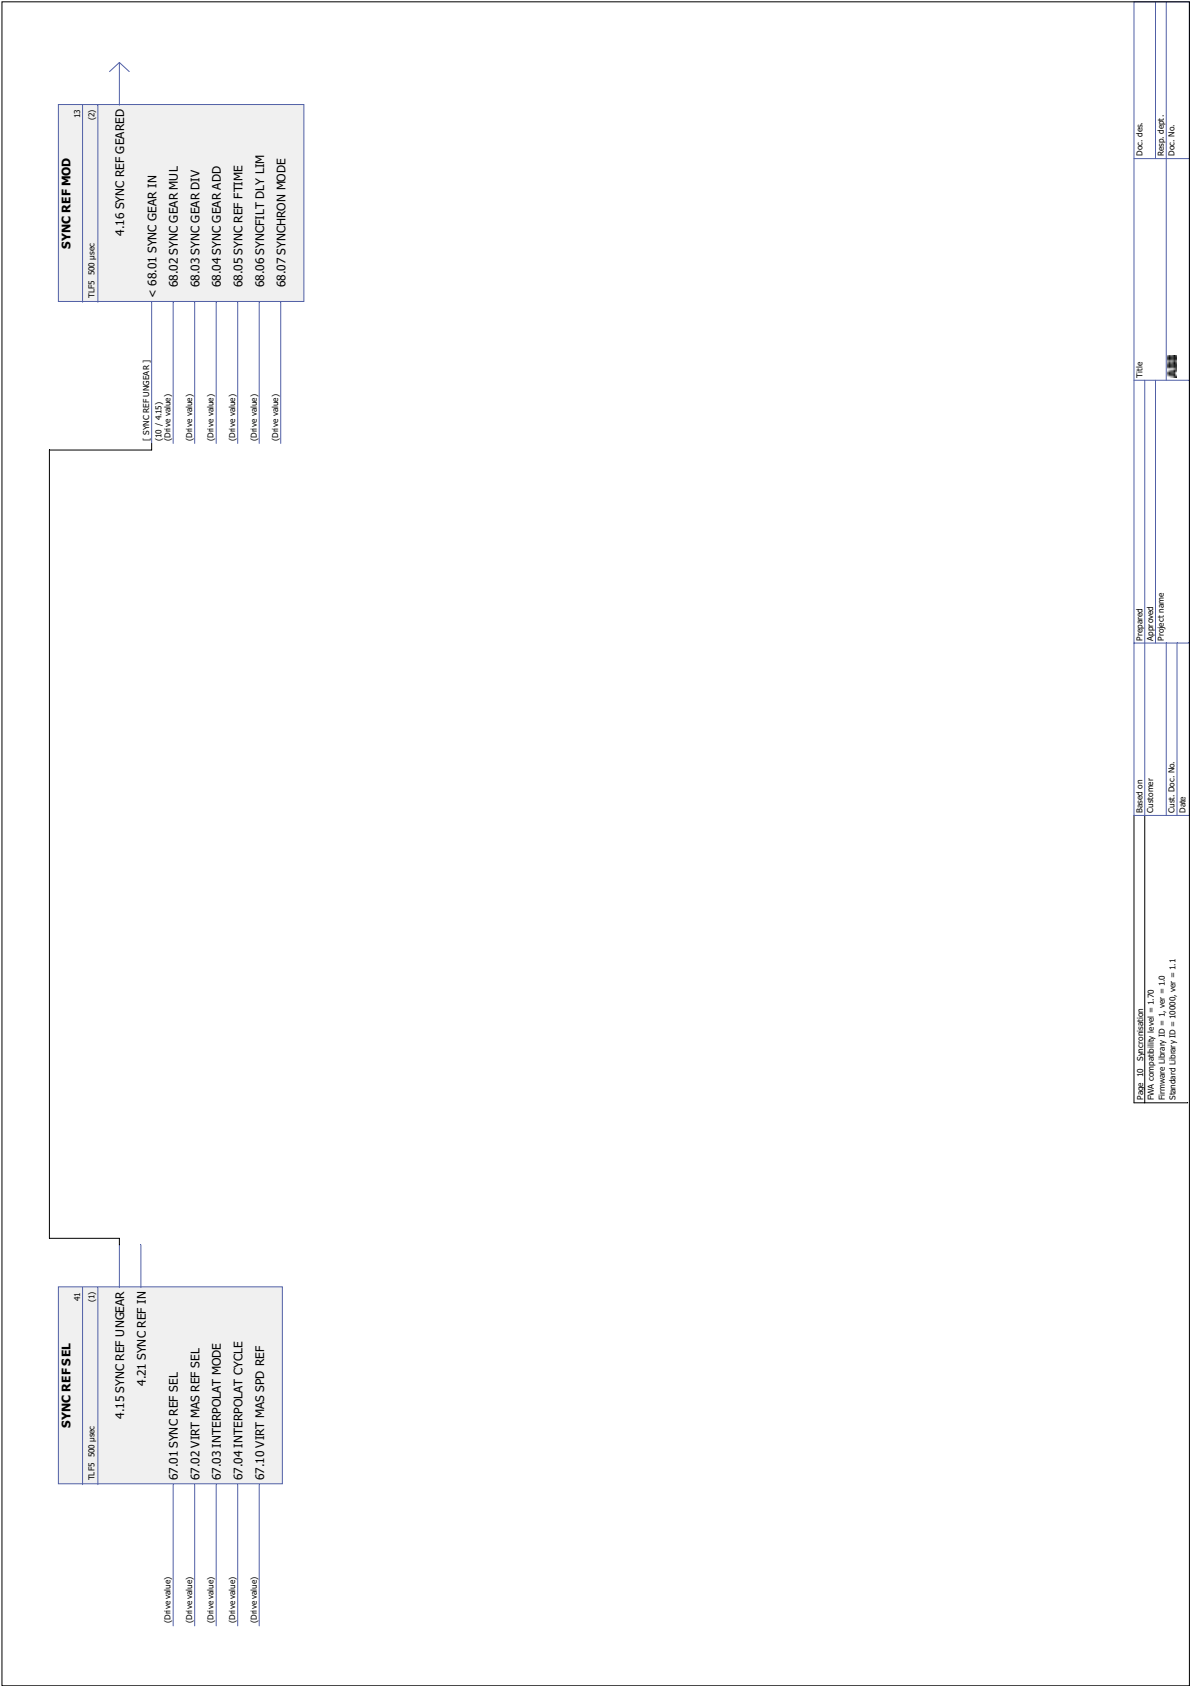 SYNC REF SEL
41
TLF5 500 µsec
(1)
4.15 SYNC REF UNGEAR
4.21 SYNC REF IN
(Drive value)
67.01 SYNC REF SEL
(Drive value)
67.02 VIRT MAS REF SEL
(Drive value)
67.03 INTERPOLAT MODE
(Drive value)
67.04 INTERPOLAT CYCLE
(Drive value)
67.10 VIRT MAS SPD REF
SYNC REF MOD
13
TLF5 500 µsec
(2)
4.16 SYNC REF GEARED
[ SYNC REF UNGEAR ]
(10 / 4.15)
< 68.01 SYNC GEAR IN
(Drive value)
68.02 SYNC GEAR MUL
(Drive value)
68.03 SYNC GEAR DIV
(Drive value)
68.04 SYNC GEAR ADD
(Drive value)
68.05 SYNC REF FTIME
(Drive value)
68.06 SYNCFILT DLY LIM
(Drive value)
68.07 SYNCHRON MODE
Page 10 Syncronisation
FWA compatibility level = 1.70
Firmware Library ID = 1, ver = 1.0
Standard Library ID = 10000, ver = 1.1
Based on
Customer
Cust. Doc. No.
Date
Prepared
Approved
Project name
Title
ABB
Doc. des.
Resp. dept.
Doc. No.